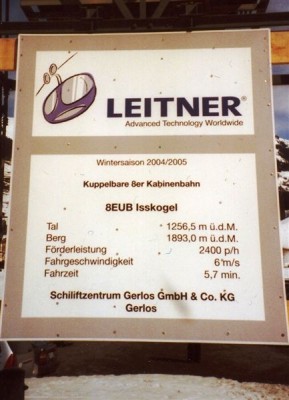 LEITNER®
Advanced Technology Worldwide
Wintersaison 2004/2005
Kuppelbare 8er Kabinenbahn
8EUB Isskogel
Tal 1256,5 m ü.d.M.
Berg 1893,0 m ü.d.M.
Förderleistung 2400 p/h
Fahrgeschwindigkeit 6 m/s
Fahrzeit 5,7 min.
Schiliftzentrum Gerlos GmbH & Co. KG
Gerlos